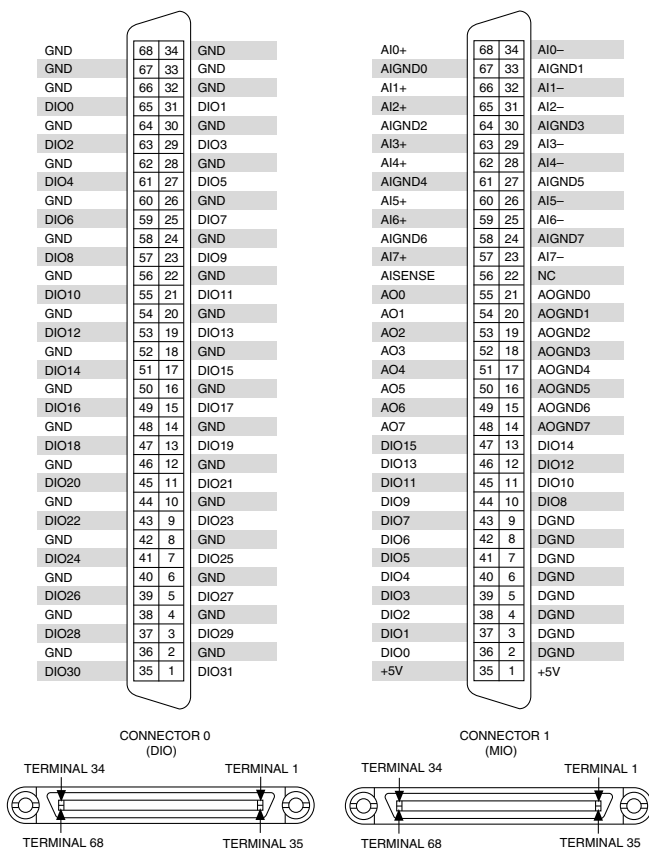 GND 68 34 GND
GND 67 33 GND
GND 66 32 GND
DIO0 65 31 DIO1
GND 64 30 GND
DIO2 63 29 DIO3
GND 62 28 GND
DIO4 61 27 DIO5
GND 60 26 GND
DIO6 59 25 DIO7
GND 58 24 GND
DIO8 57 23 DIO9
GND 56 22 GND
DIO10 55 21 DIO11
GND 54 20 GND
DIO12 53 19 DIO13
GND 52 18 GND
DIO14 51 17 DIO15
GND 50 16 GND
DIO16 49 15 DIO17
GND 48 14 GND
DIO18 47 13 DIO19
GND 46 12 GND
DIO20 45 11 DIO21
GND 44 10 GND
DIO22 43 9 DIO23
GND 42 8 GND
DIO24 41 7 DIO25
GND 40 6 GND
DIO26 39 5 DIO27
GND 38 4 GND
DIO28 37 3 DIO29
GND 36 2 GND
DIO30 35 1 DIO31
CONNECTOR 0
(DIO)
TERMINAL 34 TERMINAL 1
TERMINAL 68 TERMINAL 35
AI0+ 68 34 AI0–
AIGND0 67 33 AIGND1
AI1+ 66 32 AI1–
AI2+ 65 31 AI2–
AIGND2 64 30 AIGND3
AI3+ 63 29 AI3–
AI4+ 62 28 AI4–
AIGND4 61 27 AIGND5
AI5+ 60 26 AI5–
AI6+ 59 25 AI6–
AIGND6 58 24 AIGND7
AI7+ 57 23 AI7–
AISENSE 56 22 NC
AO0 55 21 AOGND0
AO1 54 20 AOGND1
AO2 53 19 AOGND2
AO3 52 18 AOGND3
AO4 51 17 AOGND4
AO5 50 16 AOGND5
AO6 49 15 AOGND6
AO7 48 14 AOGND7
DIO15 47 13 DIO14
DIO13 46 12 DIO12
DIO11 45 11 DIO10
DIO9 44 10 DIO8
DIO7 43 9 DGND
DIO6 42 8 DGND
DIO5 41 7 DGND
DIO4 40 6 DGND
DIO3 39 5 DGND
DIO2 38 4 DGND
DIO1 37 3 DGND
DIO0 36 2 DGND
+5V 35 1 +5V
CONNECTOR 1
(MIO)
TERMINAL 34 TERMINAL 1
TERMINAL 68 TERMINAL 35